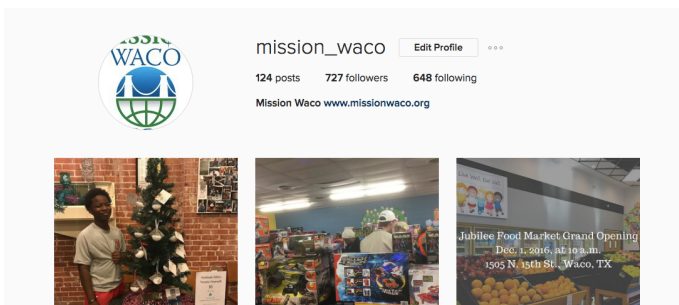 MISSION
WACO
mission_waco
Edit Profile
124 posts 727 followers 648 following
Mission Waco www.missionwaco.org
Jubilee Food Market Grand Opening
Dec. 1, 2016, at 10 a.m.
1505 N. 15th St., Waco, TX